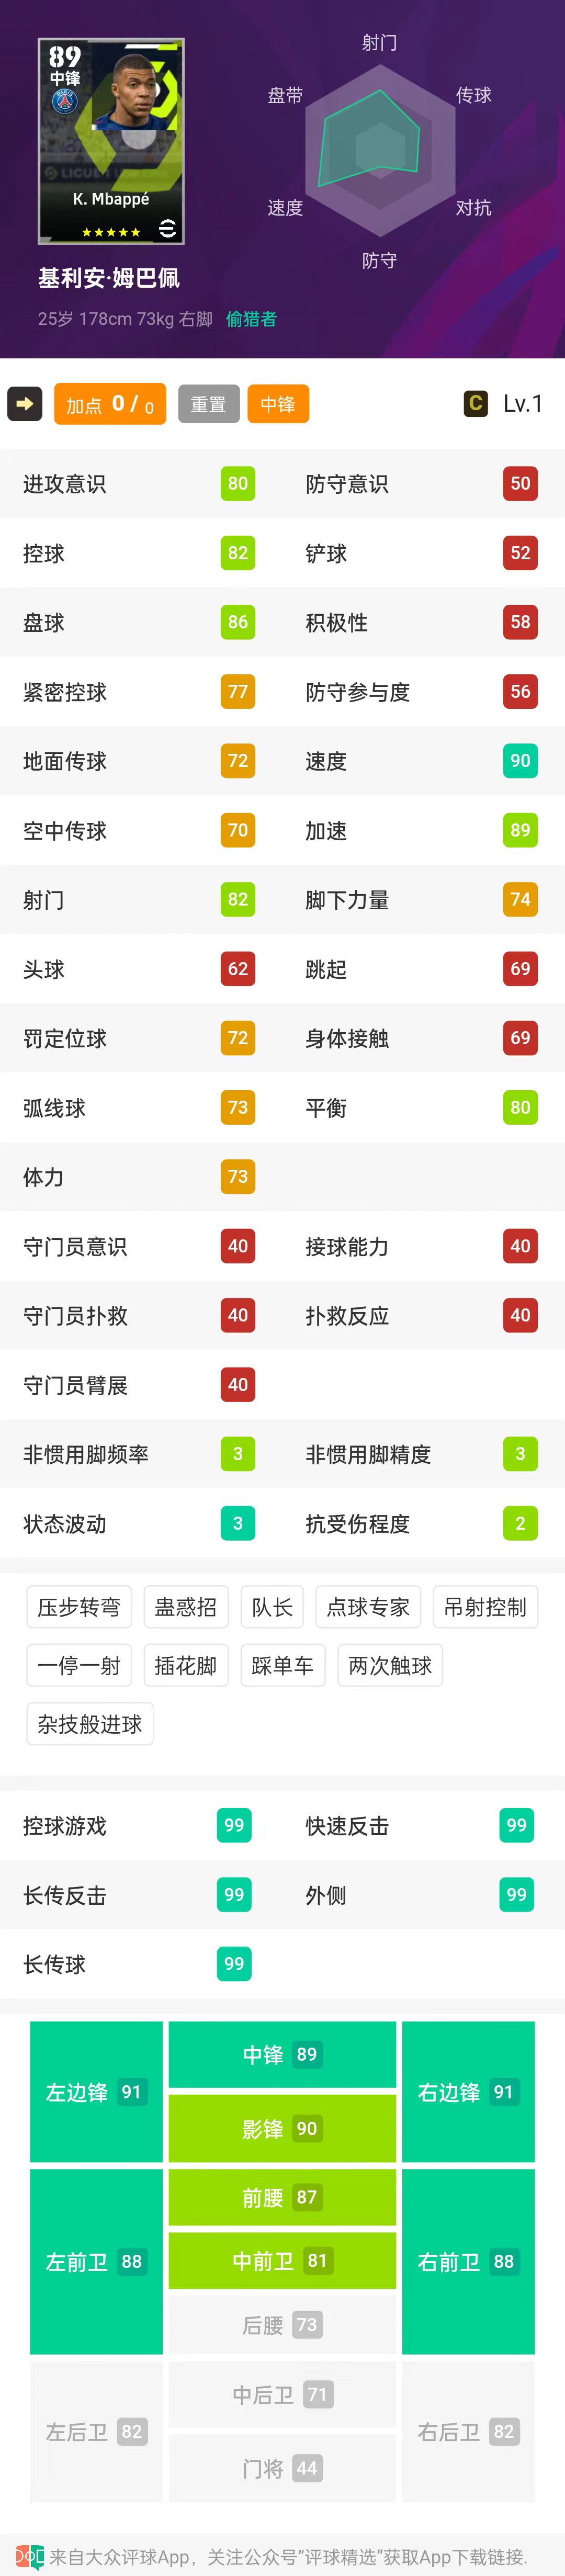 89
中锋
LIGUE 1
K. Mbappé
★★★★★
射门
盘带
传球
速度
对抗
防守
基利安·姆巴佩
25岁 178cm 73kg 右脚 偷猎者
加点 0 / 0 重置 中锋 C Lv.1
进攻意识 80 防守意识 50
控球 82 铲球 52
盘球 86 积极性 58
紧密控球 77 防守参与度 56
地面传球 72 速度 90
空中传球 70 加速 89
射门 82 脚下力量 74
头球 62 跳起 69
罚定位球 72 身体接触 69
弧线球 73 平衡 80
体力 73
守门员意识 40 接球能力 40
守门员扑救 40 扑救反应 40
守门员臂展 40
非惯用脚频率 3 非惯用脚精度 3
状态波动 3 抗受伤程度 2
压步转弯 蛊惑招 队长 点球专家 吊射控制
一停一射 插花脚 踩单车 两次触球
杂技般进球
控球游戏 99 快速反击 99
长传反击 99 外侧 99
长传球 99
中锋 89
左边锋 91 右边锋 91
影锋 90
前腰 87
左前卫 88 中前卫 81 右前卫 88
后腰 73
中后卫 71
左后卫 82 右后卫 82
门将 44
来自大众评球App，关注公众号"评球精选"获取App下载链接.